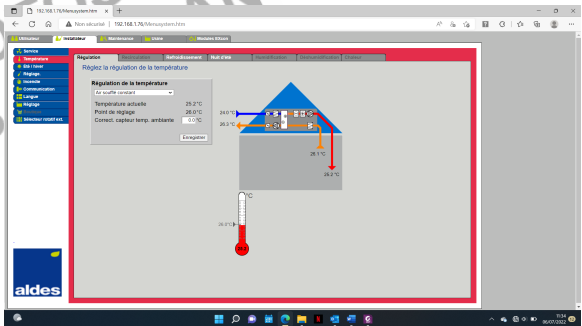 192.168.1.76/Menusystem.htm
Non sécurisé | 192.168.1.76/Menusystem.htm
Utilisateur Installateur Maintenance Usine Modules EXcon
Service
Température
Eté / hiver
Réglage.
Incendie
Communication
Langue
Réglage
Sélecteur rotatif ext.
Régulation Refroidissement Nuit d'été
Réglez la régulation de la température
Régulation de la température
Air soufflé constant
Température actuelle 25.2 °C
Point de réglage 26.0 °C
Correct. capteur temp. ambiante 0.0 °C
Enregistrer
24.0 °C
26.3 °C
25.1 °C
25.2 °C
°C
26.0 °C
aldes
11:34
06/07/2022